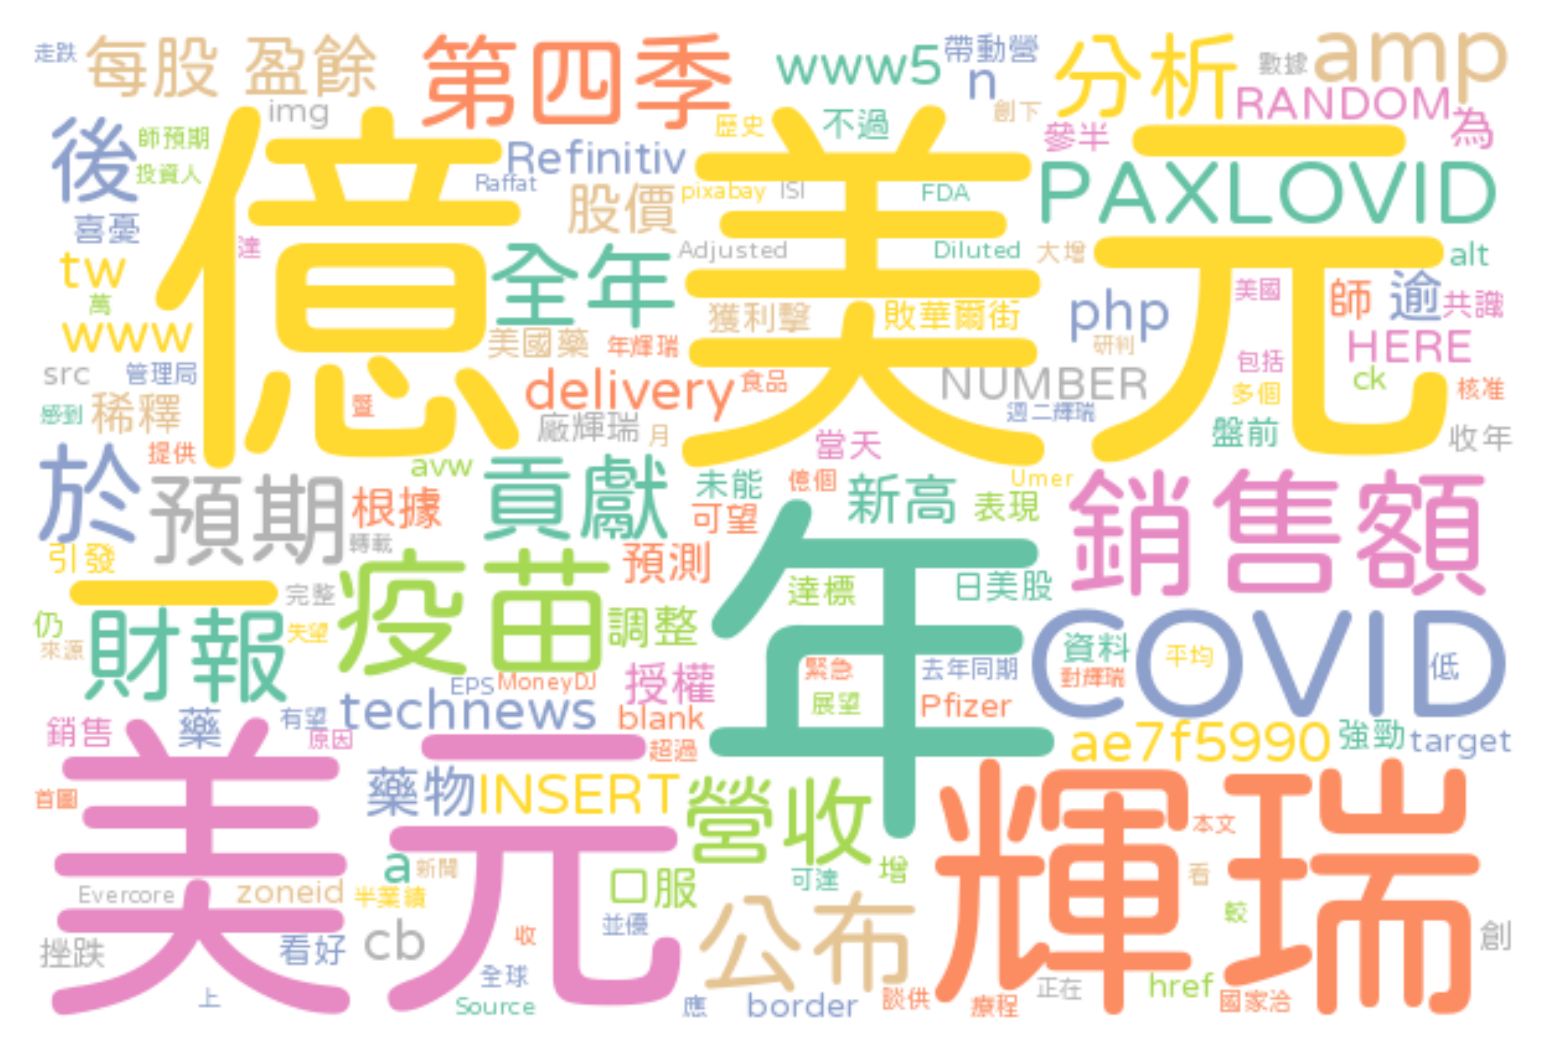 走跌
每股 盈餘
第四季
www5
帶動營
n
分析
數據
amp
img
創下
RANDOM
後
師預期
投資人
億美元
Refinitiv
歷史
不過
參半
為
Raffat
股價
pixabay
ISI
FDA
PAXLOVID
喜憂
達
全年
Adjusted
Diluted
大增
alt
tw
萬
www
美國藥
年輝瑞
獲利擊
敗華爾街
php
研判
美國
師
逾
共識
HERE
src
管理局
delivery
食品
NUMBER
包括
多個
ck
核准
感到
稀釋
暨
廠輝瑞
月
週二輝瑞
盤前
收年
提供
當天
於
預期
根據
avw
貢獻
未能
億個
可望
新高
表現
Umer
銷售額
引發
轉載
一
完整
疫苗
預測
年
達標
日美股
仍
來源
財報
失望
調整
COVID
資料
平均
低
對輝瑞
緊急
去年同期
EPS
MoneyDJ
授權
展望
Pfizer
銷售
藥
有望
原因
technews
blank
超過
ae7f5990
強勁
target
首圖
美元
藥物
INSERT
營收
輝瑞
本文
a
新聞
可達
增
看
Evercore
zoneid
半業績
口服
較
挫跌
看好
cb
收
並優
公布
創
上
全球
Source
應
border
談供
療程
正在
href
國家洽